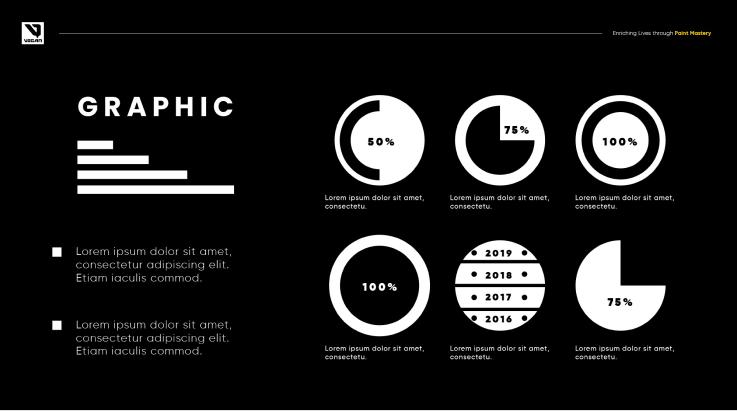 VEGAN
Enriching Lives through Paint Mastery
GRAPHIC
Lorem ipsum dolor sit amet,
consectetur adipiscing elit.
Etiam iaculis commod.
Lorem ipsum dolor sit amet,
consectetur adipiscing elit.
Etiam iaculis commod.
50%
Lorem ipsum dolor sit amet,
consectetu.
75%
Lorem ipsum dolor sit amet,
consectetu.
100%
Lorem ipsum dolor sit amet,
consectetu.
100%
Lorem ipsum dolor sit amet,
consectetu.
2019
2018
2017
2016
Lorem ipsum dolor sit amet,
consectetu.
75%
Lorem ipsum dolor sit amet,
consectetu.